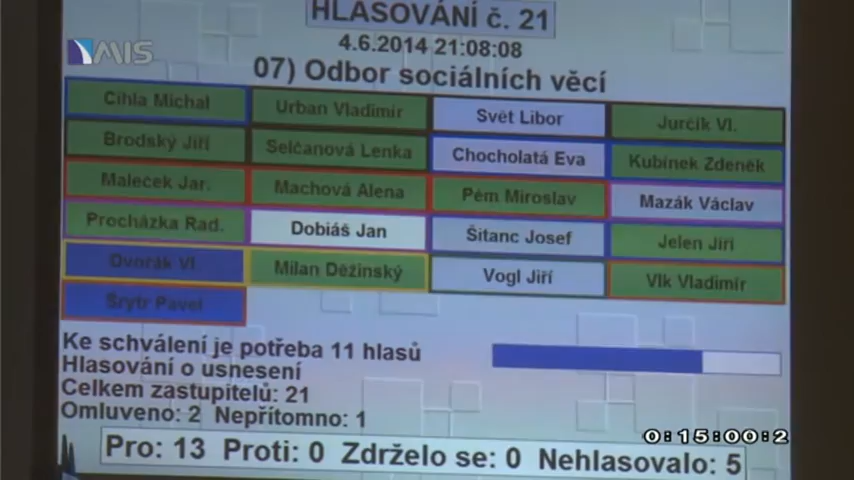 HLASOVÁNÍ č. 21
4.6.2014 21:08:08
MIS
07) Odbor sociálních věcí
Cihla Michal Urban Vladimír Svět Libor Jurčík Vl.
Brodský Jiří Selčanová Lenka Chocholatá Eva Kubínek Zdeněk
Maleček Jar. Machová Alena Pém Miroslav Mazák Václav
Procházka Rad. Dobiáš Jan Šitanc Josef Jelen Jiří
Dvořák Vl. Milan Děžinský Vogl Jiří Vlk Vladimír
Šrytr Pavel
Ke schválení je potřeba 11 hlasů
Hlasování o usnesení
Celkem zastupitelů: 21
Omluveno: 2 Nepřítomno: 1
0:15:00:2
Pro: 13 Proti: 0 Zdrželo se: 0 Nehlasovalo: 5